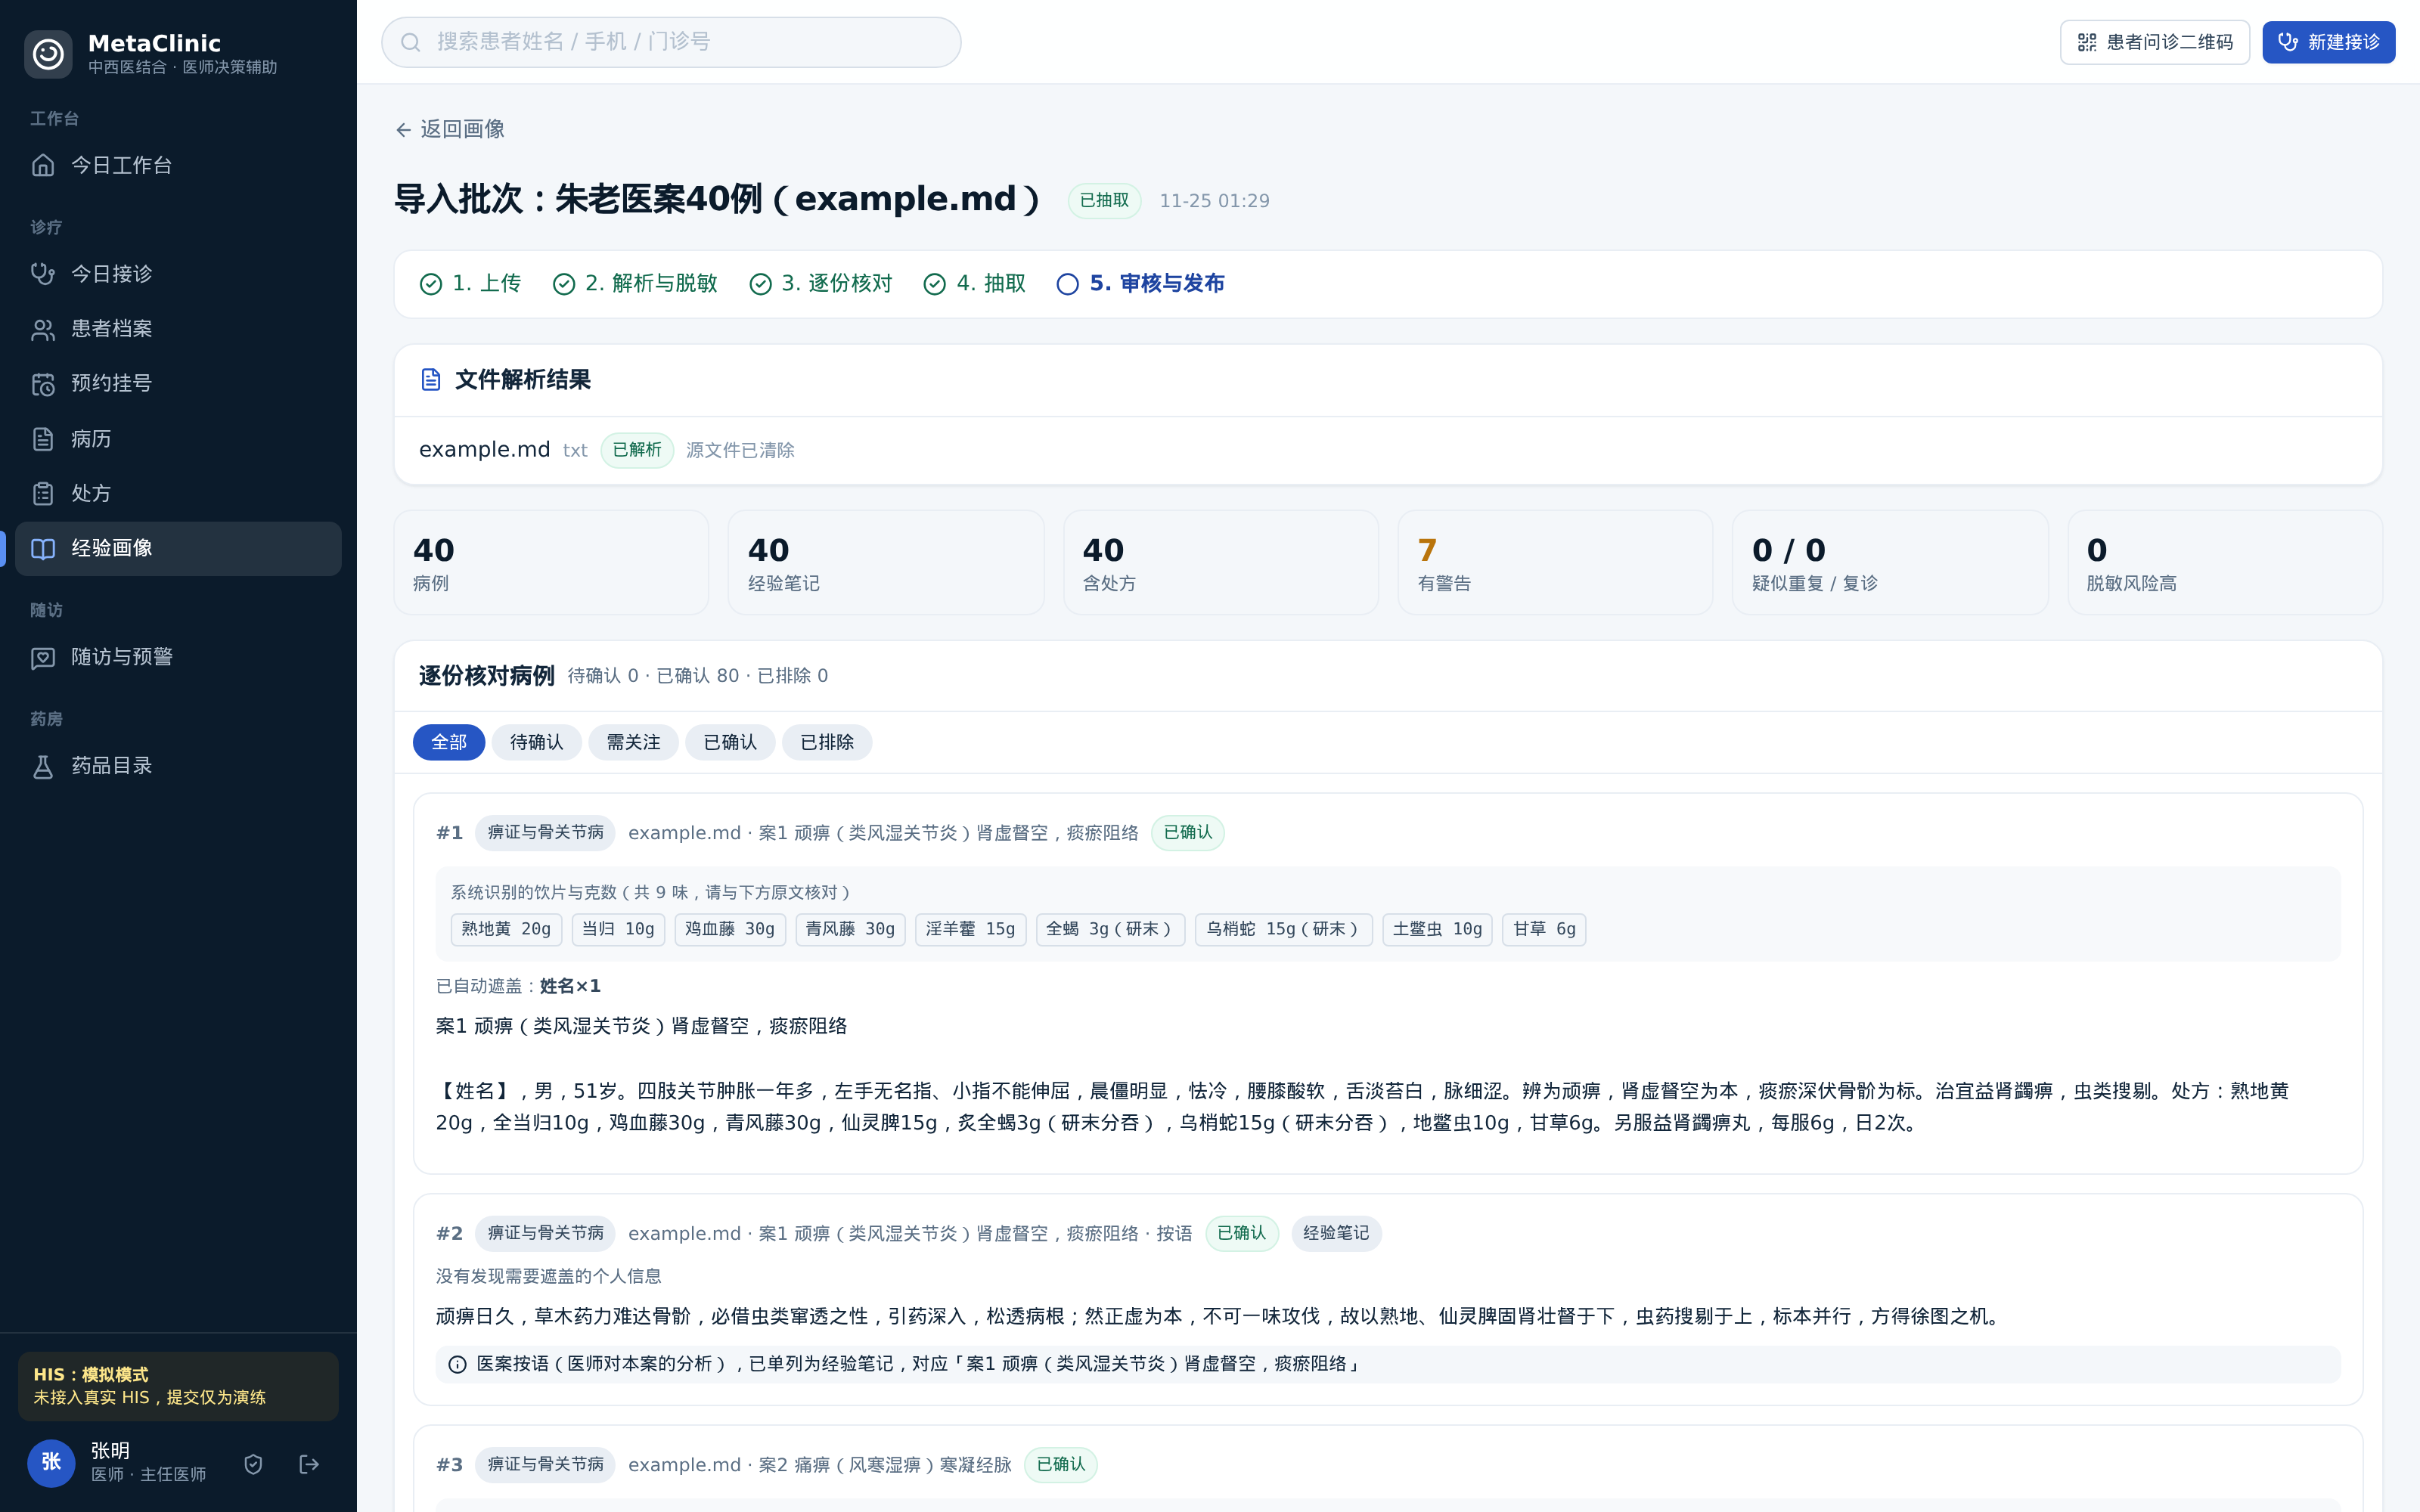 MetaClinic
中西医结合 · 医师决策辅助
工作台
今日工作台
诊疗
今日接诊
患者档案
预约挂号
病历
处方
经验画像
随访
随访与预警
药房
药品目录
HIS：模拟模式
未接入真实 HIS，提交仅为演练
张
张明
医师 · 主任医师
搜索患者姓名 / 手机 / 门诊号
患者问诊二维码
新建接诊
← 返回画像
导入批次：朱老医案40例（example.md） 已抽取 11-25 01:29
1. 上传 2. 解析与脱敏 3. 逐份核对 4. 抽取 5. 审核与发布
文件解析结果
example.md txt 已解析 源文件已清除
40 40 40 7 0 / 0 0
病例 经验笔记 含处方 有警告 疑似重复 / 复诊 脱敏风险高
逐份核对病例 待确认 0 · 已确认 80 · 已排除 0
全部 待确认 需关注 已确认 已排除
#1 痹证与骨关节病 example.md · 案1 顽痹（类风湿关节炎）肾虚督空，痰瘀阻络 已确认
系统识别的饮片与克数（共 9 味，请与下方原文核对）
熟地黄 20g 当归 10g 鸡血藤 30g 青风藤 30g 淫羊藿 15g 全蝎 3g（研末） 乌梢蛇 15g（研末） 土鳖虫 10g 甘草 6g
已自动遮盖：姓名×1
案1 顽痹（类风湿关节炎）肾虚督空，痰瘀阻络
【姓名】，男，51岁。四肢关节肿胀一年多，左手无名指、小指不能伸屈，晨僵明显，怯冷，腰膝酸软，舌淡苔白，脉细涩。辨为顽痹，肾虚督空为本，痰瘀深伏骨骱为标。治宜益肾蠲痹，虫类搜剔。处方：熟地黄
20g，全当归10g，鸡血藤30g，青风藤30g，仙灵脾15g，炙全蝎3g（研末分吞），乌梢蛇15g（研末分吞），地鳖虫10g，甘草6g。另服益肾蠲痹丸，每服6g，日2次。
#2 痹证与骨关节病 example.md · 案1 顽痹（类风湿关节炎）肾虚督空，痰瘀阻络 · 按语 已确认 经验笔记
没有发现需要遮盖的个人信息
顽痹日久，草木药力难达骨骱，必借虫类窜透之性，引药深入，松透病根；然正虚为本，不可一味攻伐，故以熟地、仙灵脾固肾壮督于下，虫药搜剔于上，标本并行，方得徐图之机。
医案按语（医师对本案的分析），已单列为经验笔记，对应「案1 顽痹（类风湿关节炎）肾虚督空，痰瘀阻络」
#3 痹证与骨关节病 example.md · 案2 痛痹（风寒湿痹）寒凝经脉 已确认